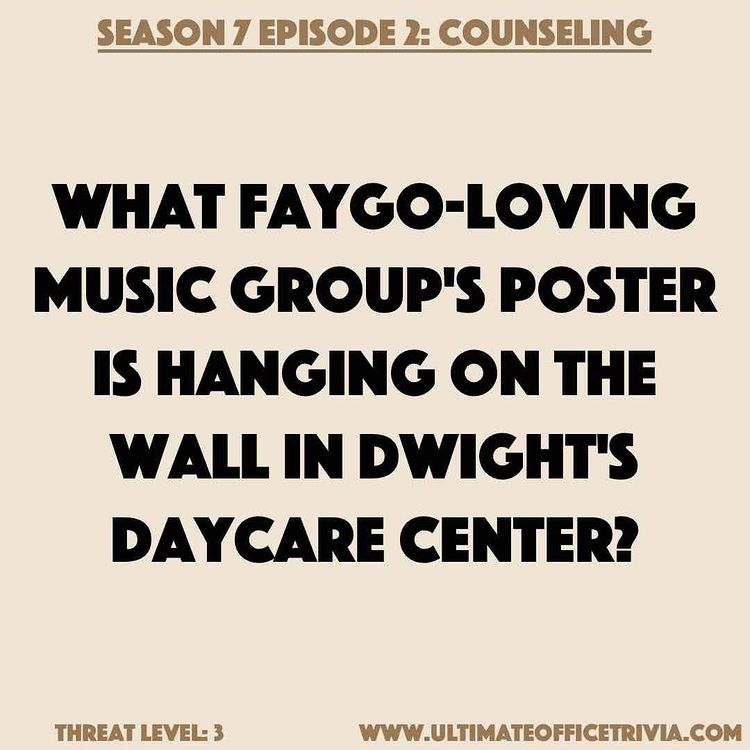 SEASON 7 EPISODE 2: COUNSELING
WHAT FAYGO-LOVING
MUSIC GROUP'S POSTER
IS HANGING ON THE
WALL IN DWIGHT'S
DAYCARE CENTER?
THREAT LEVEL: 3
WWW.ULTIMATEOFFICETRIVIA.COM